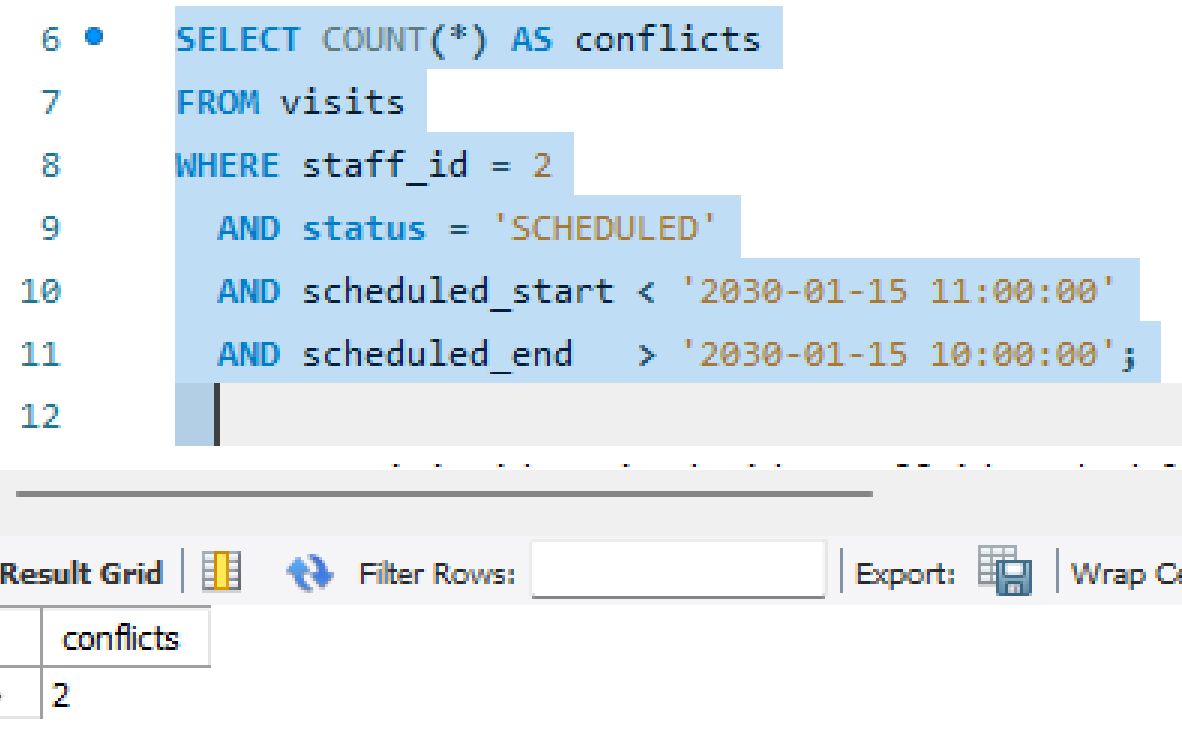 6 SELECT COUNT(*) AS conflicts
7 FROM visits
8 WHERE staff_id = 2
9 AND status = 'SCHEDULED'
10 AND scheduled_start < '2030-01-15 11:00:00'
11 AND scheduled_end > '2030-01-15 10:00:00';
12
Result Grid Filter Rows: Export: Wrap Ce
conflicts
2